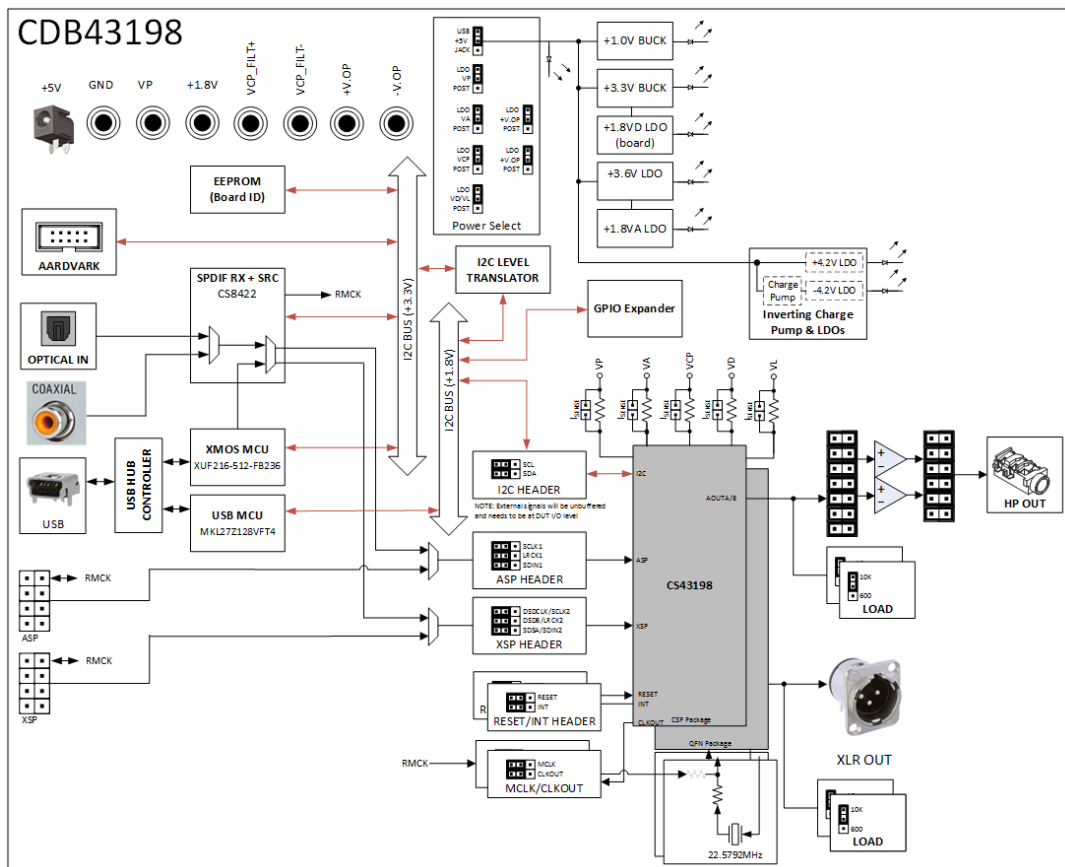 CDB43198
+5V
GND
VP
+1.8V
VCP_FILT+
VCP_FILT-
+V.OP
-V.OP
USB
+5V
JACK
LDO
VP
POST
LDO
VA
POST
LDO
+V.OP
POST
LDO
VCP
POST
LDO
+V.OP
POST
LDO
VD/VL
POST
Power Select
+1.0V BUCK
+3.3V BUCK
+1.8VD LDO
(board)
+3.6V LDO
+1.8VA LDO
+4.2V LDO
Charge
Pump
-4.2V LDO
Inverting Charge
Pump & LDOs
EEPROM
(Board ID)
AARDVARK
SPDIF RX + SRC
CS8422
RMCK
I2C BUS (+3.3V)
I2C LEVEL
TRANSLATOR
GPIO Expander
I2C BUS (+1.8V)
OPTICAL IN
COAXIAL
USB
USB HUB
CONTROLLER
XMOS MCU
XUF216-512-FB236
USB MCU
MKL27Z128VFT4
VP
VA
VCP
VD
VL
ISENSE
ISENSE
ISENSE
ISENSE
ISENSE
SCL
SDA
I2C HEADER
NOTE: External signals will be unbuffered
and needs to be at DUT I/O level
I2C
AOUTA/B
ASP
CS43198
XSP
RESET
INT
CLKOUT
CSP Package
QFN Package
+
−
+
−
HP OUT
10K
600
LOAD
RMCK
ASP
RMCK
XSP
SCLK1
LRCK1
SDIN1
ASP HEADER
DSDCLK/SCLK2
DSDB/LRCK2
SDSA/SDIN2
XSP HEADER
R
RESET
INT
RESET/INT HEADER
RMCK
MCLK
CLKOUT
MCLK/CLKOUT
22.5792MHz
XLR OUT
10K
600
LOAD